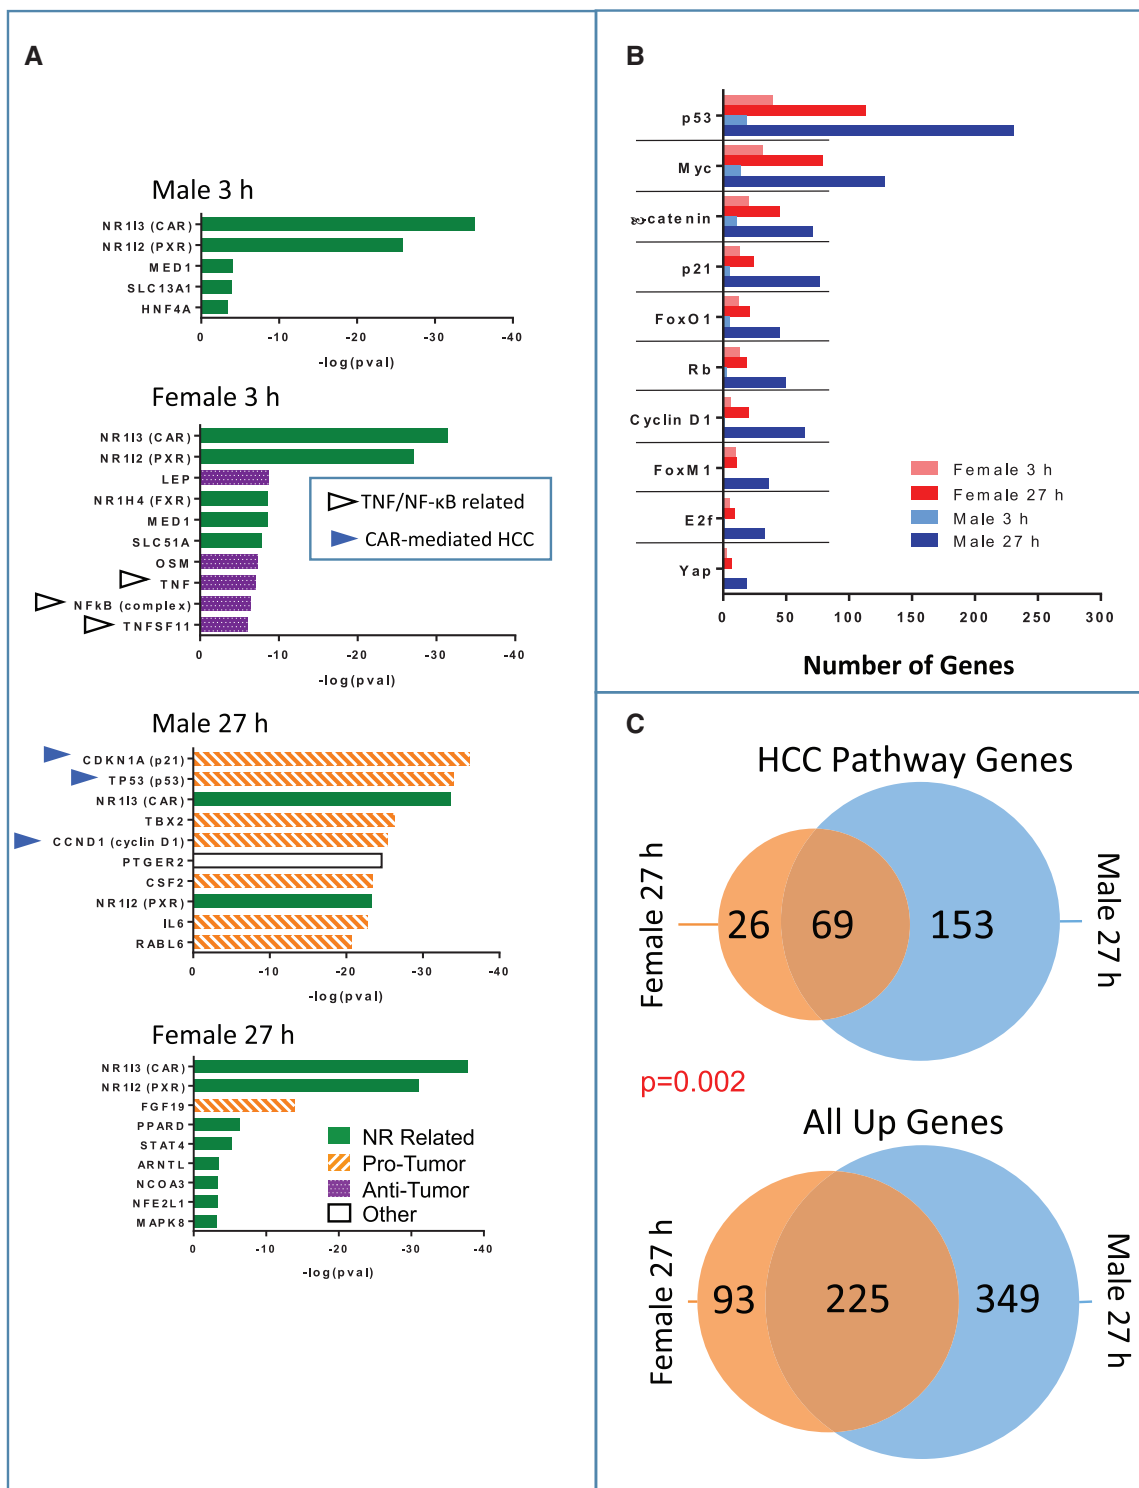 A
Male 3 h
NR1I3 (CAR)
NR1I2 (PXR)
MED1
SLC13A1
HNF4A
0 -10 -20 -30 -40
-log(pval)
Female 3 h
NR1I3 (CAR)
NR1I2 (PXR)
LEP
NR1H4 (FXR)
MED1
SLC51A
OSM
TNF
NFkB (complex)
TNFSF11
0 -10 -20 -30 -40
-log(pval)
TNF/NF-κB related
CAR-mediated HCC
Male 27 h
CDKN1A (p21)
TP53 (p53)
NR1I3 (CAR)
TBX2
CCND1 (cyclin D1)
PTGER2
CSF2
NR1I2 (PXR)
IL6
RABL6
0 -10 -20 -30 -40
-log(pval)
Female 27 h
NR1I3 (CAR)
NR1I2 (PXR)
FGF19
PPARD
STAT4
ARNTL
NCOA3
NFE2L1
MAPK8
0 -10 -20 -30 -40
-log(pval)
NR Related
Pro-Tumor
Anti-Tumor
Other
B
p53
Myc
-catenin
p21
FoxO1
Rb
Cyclin D1
FoxM1
E2f
Yap
0 50 100 150 200 250 300
Number of Genes
Female 3 h
Female 27 h
Male 3 h
Male 27 h
C
HCC Pathway Genes
Female 27 h
26 69 153
Male 27 h
p=0.002
All Up Genes
Female 27 h
93 225 349
Male 27 h